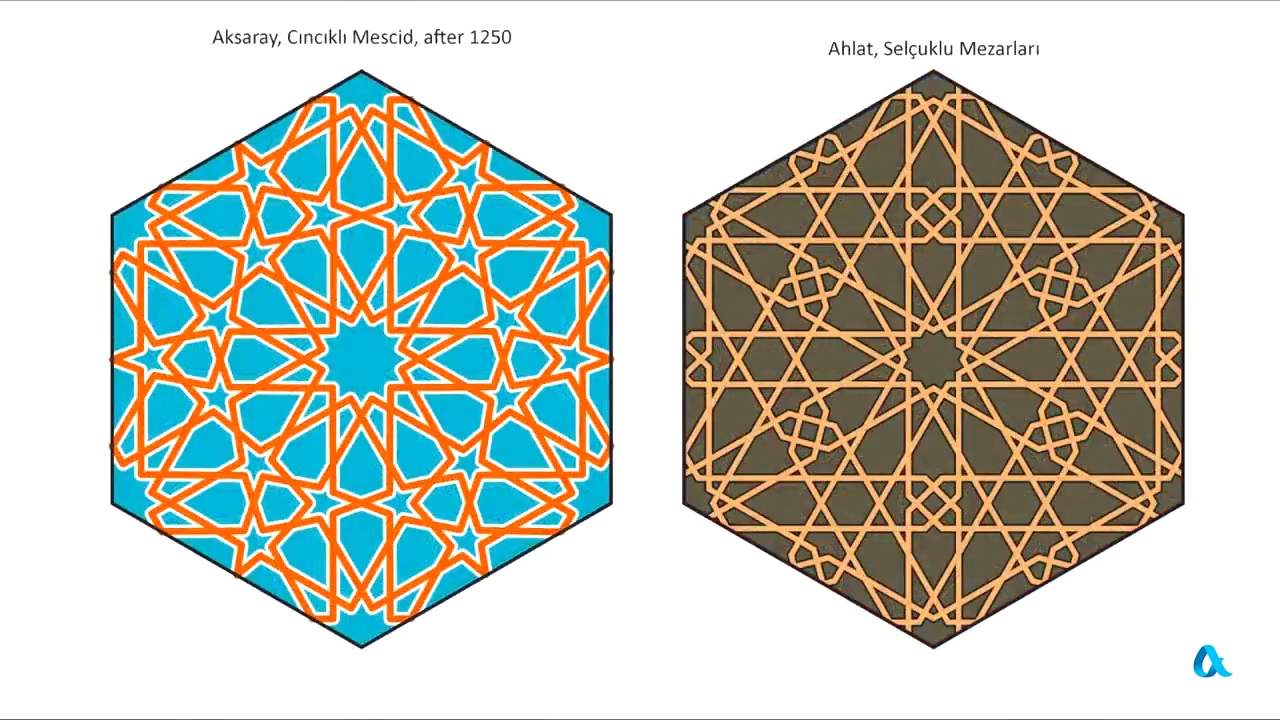 Aksaray, Cıncıklı Mescid, after 1250
Ahlat, Selçuklu Mezarları